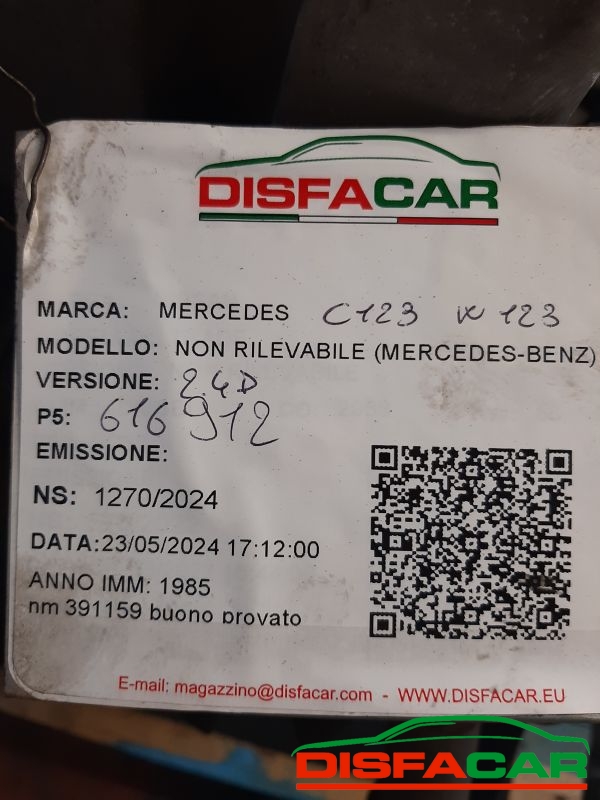 DISFACAR
MARCA: MERCEDES C123 W123
MODELLO: NON RILEVABILE (MERCEDES-BENZ)
VERSIONE: 2.4D
P5: 616912
EMISSIONE:
NS: 1270/2024
DATA:23/05/2024 17:12:00
ANNO IMM: 1985
nm 391159 buono provato
E-mail: magazzino@disfacar.com - WWW.DISFACAR.EU
DISFACAR